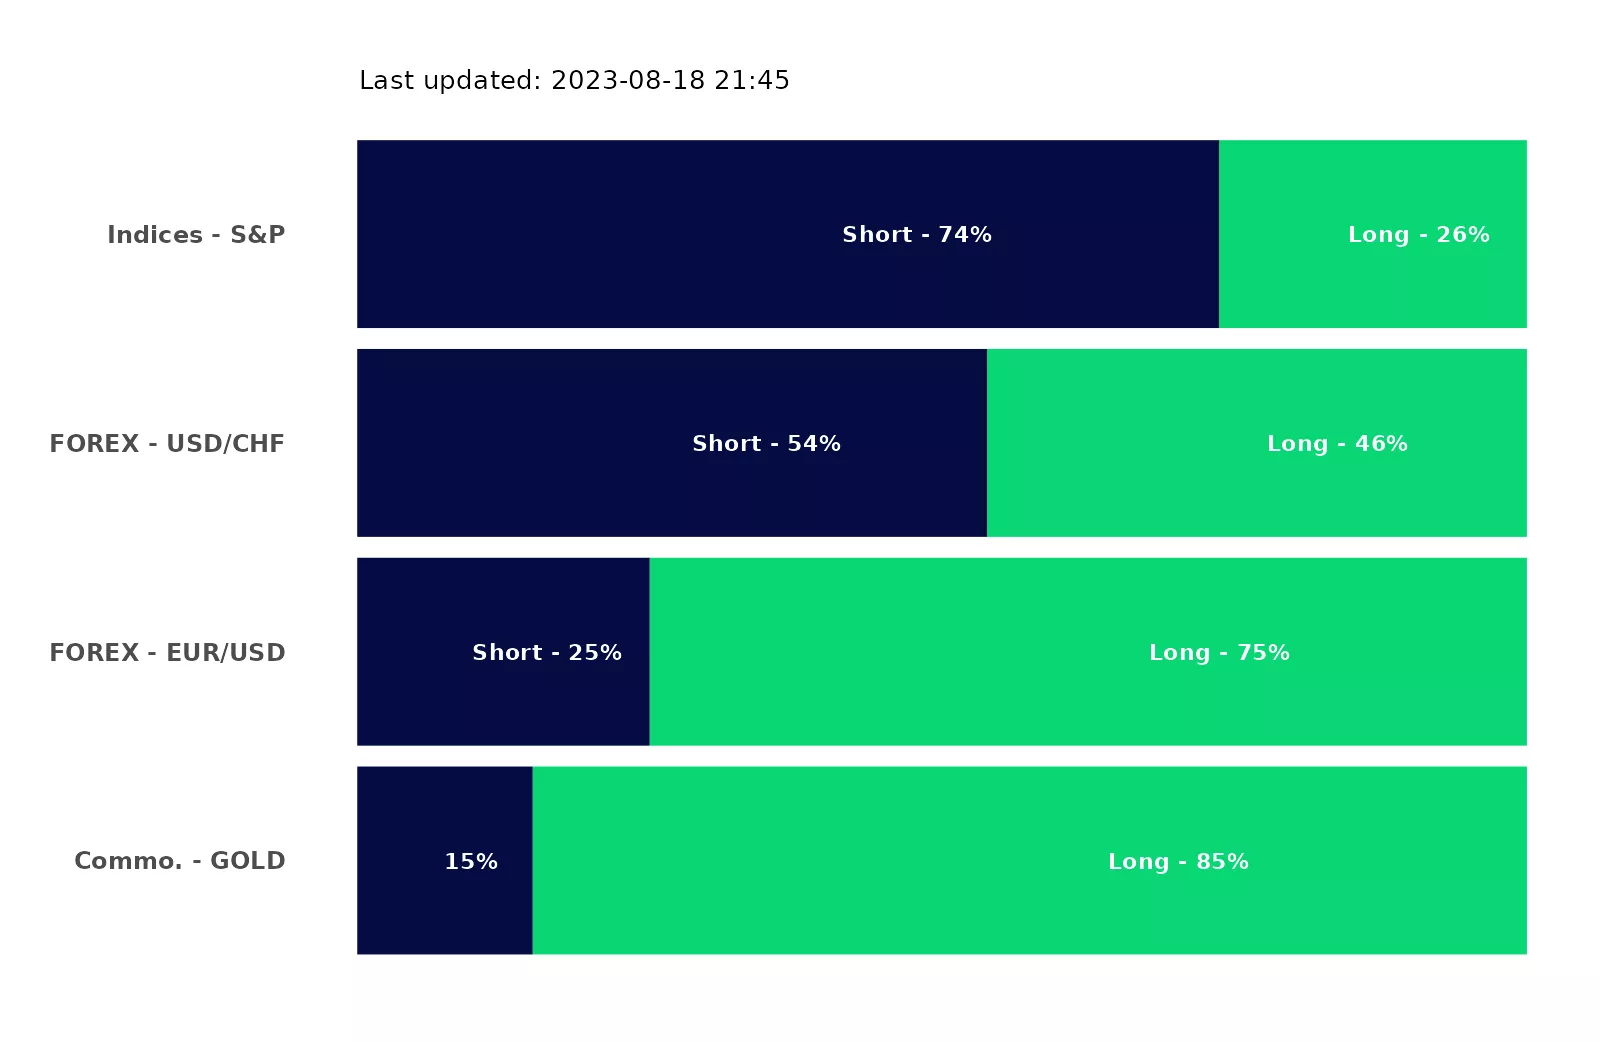 Last updated: 2023-08-18 21:45
Indices - S&P
Short - 74%
Long - 26%
FOREX - USD/CHF
Short - 54%
Long - 46%
FOREX - EUR/USD
Short - 25%
Long - 75%
Commo. - GOLD
15%
Long - 85%